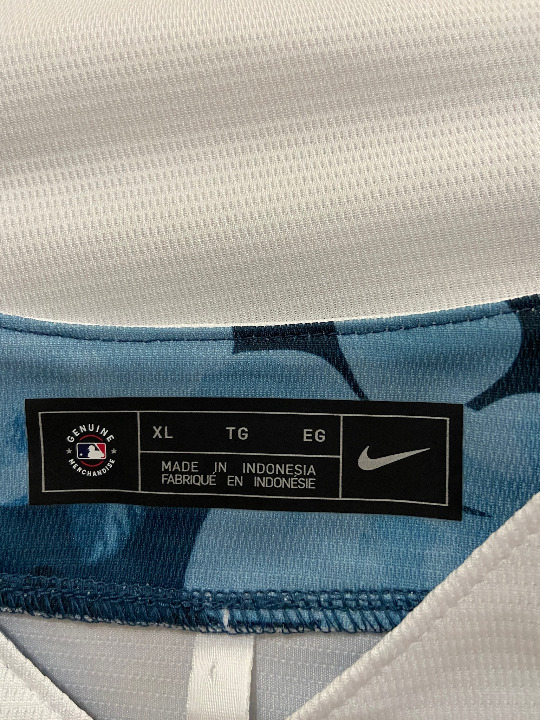 GENUINE
MERCHANDISE
XL TG EG
MADE IN INDONESIA
FABRIQUÉ EN INDONÉSIE